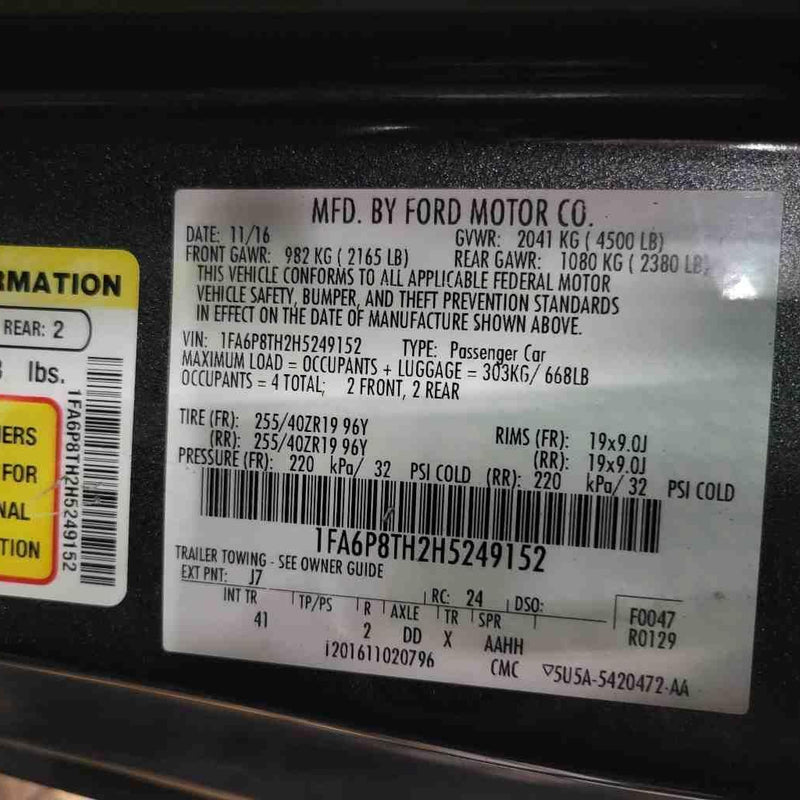 MFD. BY FORD MOTOR CO.
DATE: 11/16 GVWR: 2041 KG ( 4500 LB)
FRONT GAWR: 982 KG ( 2165 LB) REAR GAWR: 1080 KG ( 2380 LB)
THIS VEHICLE CONFORMS TO ALL APPLICABLE FEDERAL MOTOR
VEHICLE SAFETY, BUMPER, AND THEFT PREVENTION STANDARDS
IN EFFECT ON THE DATE OF MANUFACTURE SHOWN ABOVE.
VIN: 1FA6P8TH2H5249152 TYPE: Passenger Car
MAXIMUM LOAD = OCCUPANTS + LUGGAGE = 303KG/ 668LB
OCCUPANTS = 4 TOTAL; 2 FRONT, 2 REAR
TIRE (FR): 255/40ZR19 96Y RIMS (FR): 19x9.0J
(RR): 255/40ZR19 96Y (RR): 19x9.0J
PRESSURE (FR): 220 kPa/ 32 PSI COLD (RR): 220 kPa/ 32 PSI COLD
1FA6P8TH2H5249152
TRAILER TOWING - SEE OWNER GUIDE
EXT PNT: J7 RC: 24 DSO: F0047
INT TR TP/PS R AXLE TR SPR R0129
41 2 DD X AAHH
i201611020796 CMC ▽5U5A-5420472-AA
RMATION
REAR: 2
lbs.
ERS
FOR
NAL
TION
1FA6P8TH2H5249152